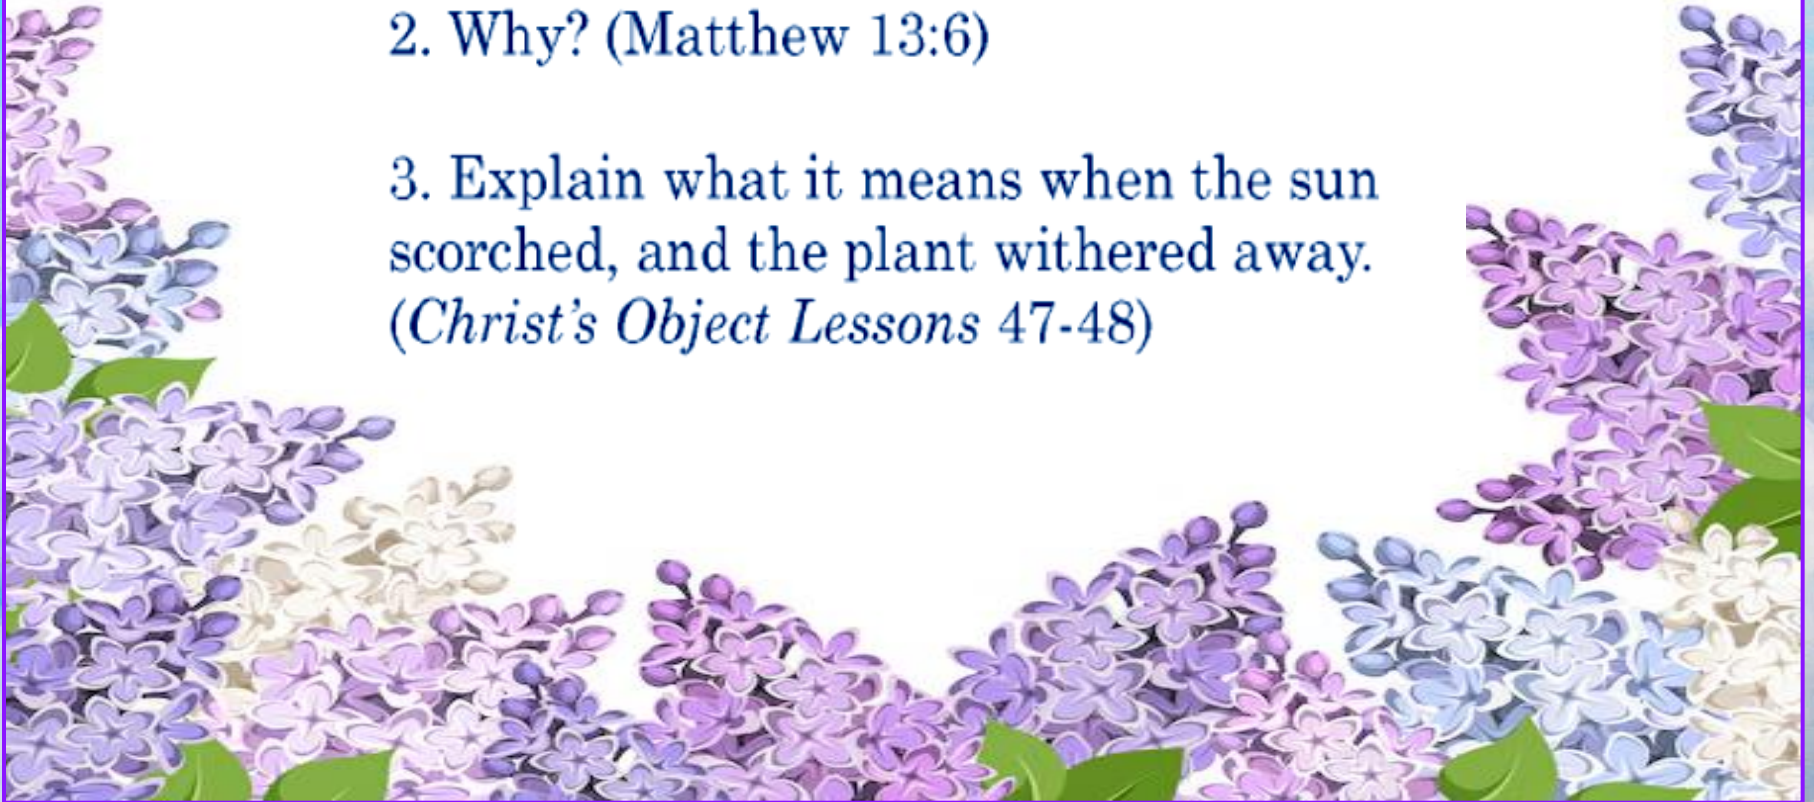 2. Why? (Matthew 13:6)
3. Explain what it means when the sun
scorched, and the plant withered away.
(Christ’s Object Lessons 47-48)